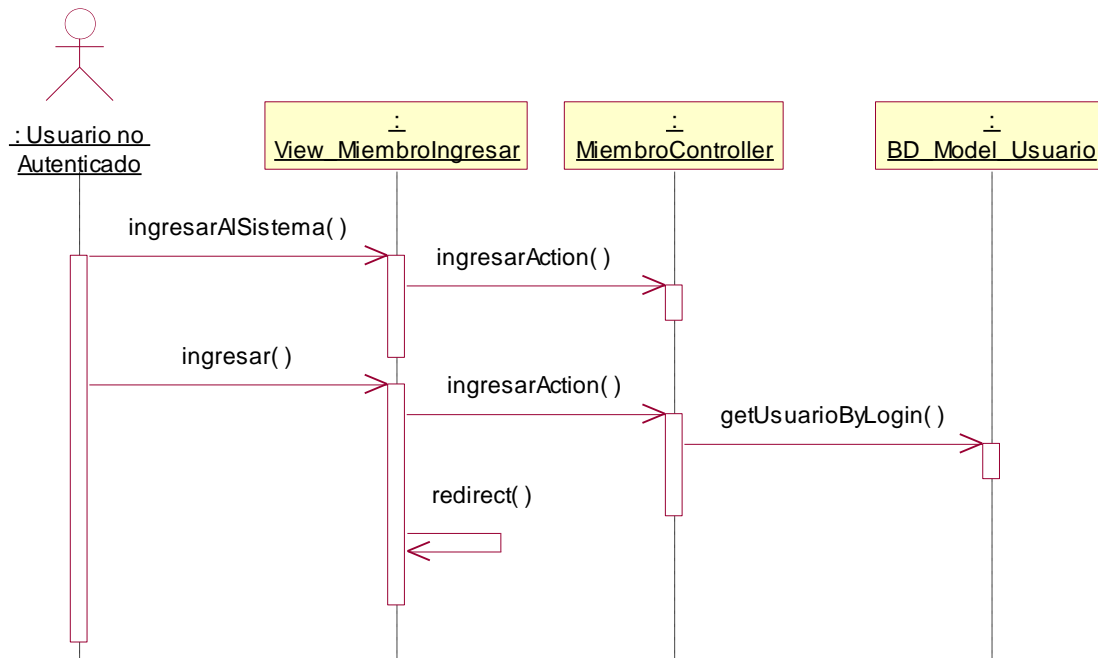 : Usuario no
Autenticado
:
View_MiembroIngresar
:
MiembroController
:
BD_Model_Usuario
ingresarAlSistema( )
ingresarAction( )
ingresar( )
ingresarAction( )
getUsuarioByLogin( )
redirect( )